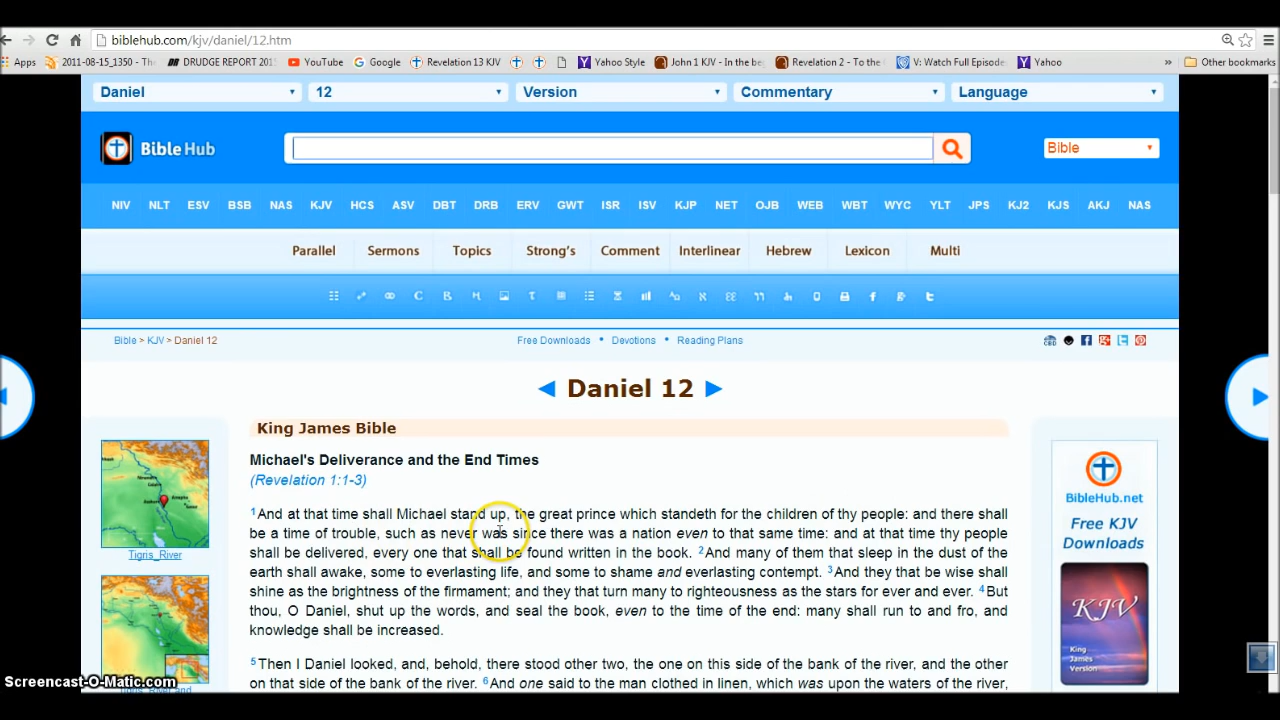 biblehub.com/kjv/daniel/12.htm
Apps 2011-08-15_1350 - The DRUDGE REPORT 201 YouTube Google Revelation 13 KJV Yahoo Style John 1 KJV - In the be Revelation 2 - To the V: Watch Full Episode Yahoo » Other bookmarks
Daniel 12 Version Commentary Language
Bible Hub Bible
NIV NLT ESV BSB NAS KJV HCS ASV DBT DRB ERV GWT ISR ISV KJP NET OJB WEB WBT WYC YLT JPS KJ2 KJS AKJ NAS
Parallel Sermons Topics Strong's Comment Interlinear Hebrew Lexicon Multi
Bible > KJV > Daniel 12 Free Downloads • Devotions • Reading Plans
◄ Daniel 12 ►
King James Bible
Michael's Deliverance and the End Times
(Revelation 1:1-3)
1And at that time shall Michael stand up, the great prince which standeth for the children of thy people: and there shall
be a time of trouble, such as never was since there was a nation even to that same time: and at that time thy people
shall be delivered, every one that shall be found written in the book. 2And many of them that sleep in the dust of the
earth shall awake, some to everlasting life, and some to shame and everlasting contempt. 3And they that be wise shall
shine as the brightness of the firmament; and they that turn many to righteousness as the stars for ever and ever. 4But
thou, O Daniel, shut up the words, and seal the book, even to the time of the end: many shall run to and fro, and
knowledge shall be increased.
5Then I Daniel looked, and, behold, there stood other two, the one on this side of the bank of the river, and the other
on that side of the bank of the river. 6And one said to the man clothed in linen, which was upon the waters of the river,
Tigris_River
BibleHub.net
Free KJV
Downloads
KJV
King
James
Version
Screencast-O-Matic.com